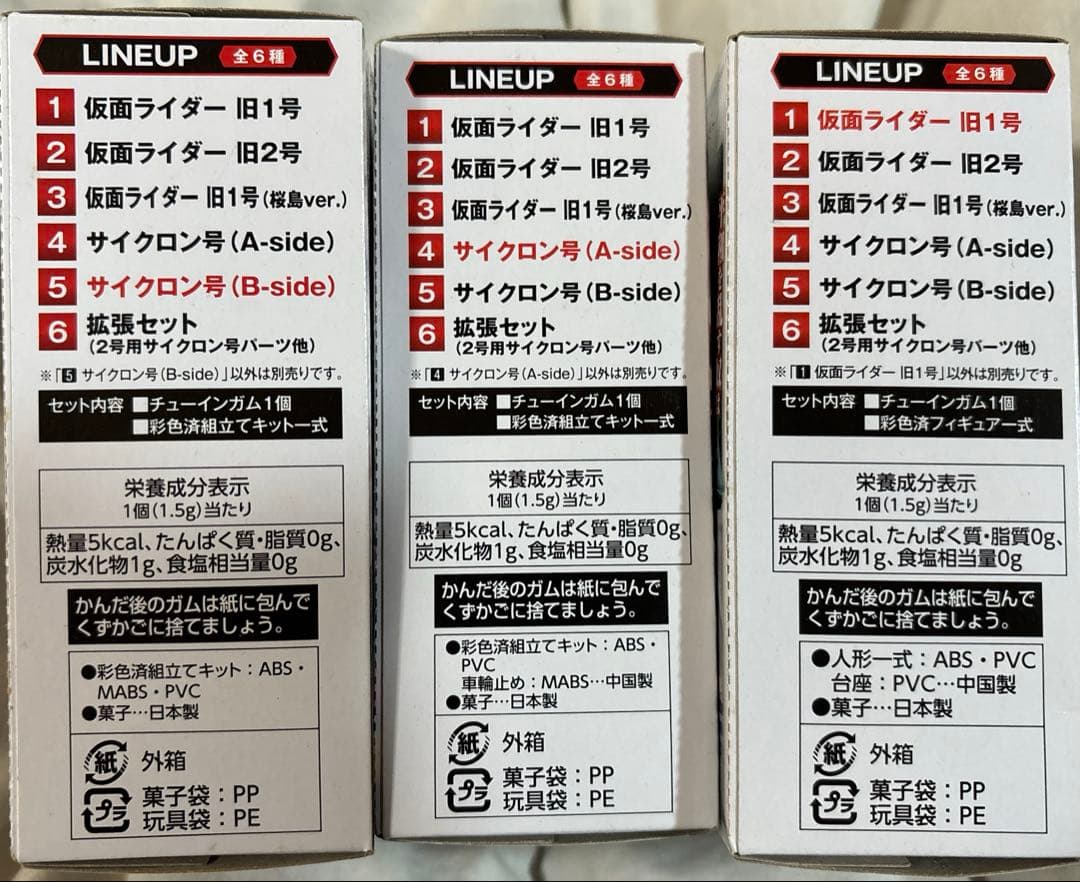 LINEUP 全6種
1 仮面ライダー 旧1号
2 仮面ライダー 旧2号
3 仮面ライダー 旧1号(桜島ver.)
4 サイクロン号(A-side)
5 サイクロン号(B-side)
6 拡張セット
(2号用サイクロン号パーツ他)
※「5 サイクロン号(B-side)」以外は別売りです。
セット内容 ■チューインガム1個
■彩色済組立てキット一式
栄養成分表示
1個(1.5g)当たり
熱量5kcal、たんぱく質・脂質0g、
炭水化物1g、食塩相当量0g
かんだ後のガムは紙に包んで
くずかごに捨てましょう。
●彩色済組立てキット:ABS・
MABS・PVC
●菓子…日本製
紙 外箱
プラ 菓子袋:PP
玩具袋:PE
LINEUP 全6種
1 仮面ライダー 旧1号
2 仮面ライダー 旧2号
3 仮面ライダー 旧1号(桜島ver.)
4 サイクロン号(A-side)
5 サイクロン号(B-side)
6 拡張セット
(2号用サイクロン号パーツ他)
※「4 サイクロン号(A-side)」以外は別売りです。
セット内容 ■チューインガム1個
■彩色済組立てキット一式
栄養成分表示
1個(1.5g)当たり
熱量5kcal、たんぱく質・脂質0g、
炭水化物1g、食塩相当量0g
かんだ後のガムは紙に包んで
くずかごに捨てましょう。
●彩色済組立てキット:ABS・
PVC
車輪止め:MABS…中国製
●菓子…日本製
紙 外箱
プラ 菓子袋:PP
玩具袋:PE
LINEUP 全6種
1 仮面ライダー 旧1号
2 仮面ライダー 旧2号
3 仮面ライダー 旧1号(桜島ver.)
4 サイクロン号(A-side)
5 サイクロン号(B-side)
6 拡張セット
(2号用サイクロン号パーツ他)
※「1 仮面ライダー 旧1号」以外は別売りです。
セット内容 ■チューインガム1個
■彩色済フィギュアー式
栄養成分表示
1個(1.5g)当たり
熱量5kcal、たんぱく質・脂質0g、
炭水化物1g、食塩相当量0g
かんだ後のガムは紙に包んで
くずかごに捨てましょう。
●人形一式:ABS・PVC
台座:PVC…中国製
●菓子…日本製
紙 外箱
プラ 菓子袋:PP
玩具袋:PE